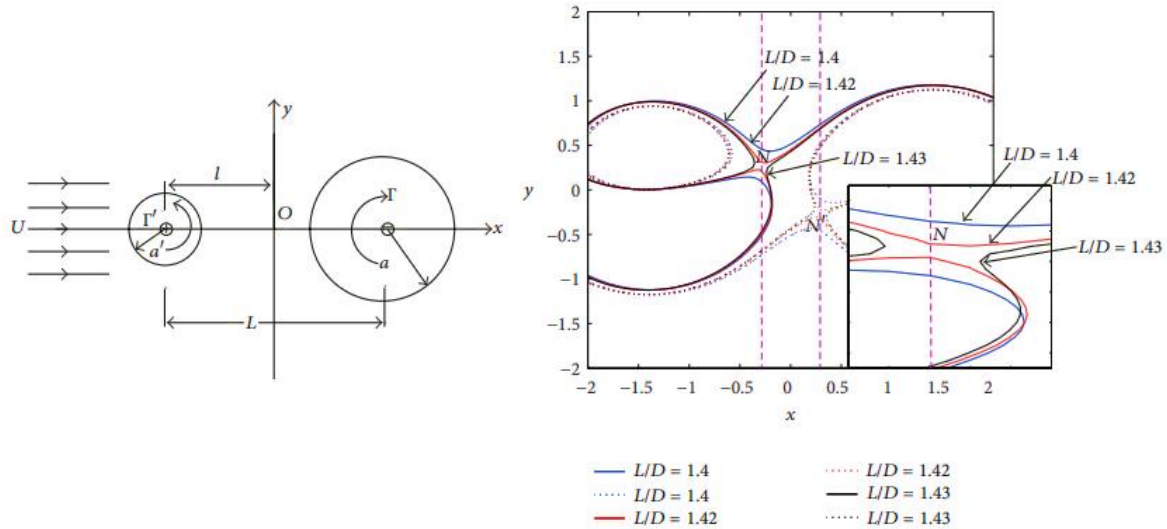 y
l
Γ
Γ′
U
O
x
a′
a
L
2
1.5
1
0.5
0
−0.5
−1
−1.5
−2
y
L/D = 1.4
L/D = 1.42
N
L/D = 1.43
N′
L/D = 1.4
L/D = 1.42
N
L/D = 1.43
−2 −1.5 −1 −0.5 0 0.5 1 1.5 2
x
L/D = 1.4 L/D = 1.42
L/D = 1.4 L/D = 1.43
L/D = 1.42 L/D = 1.43